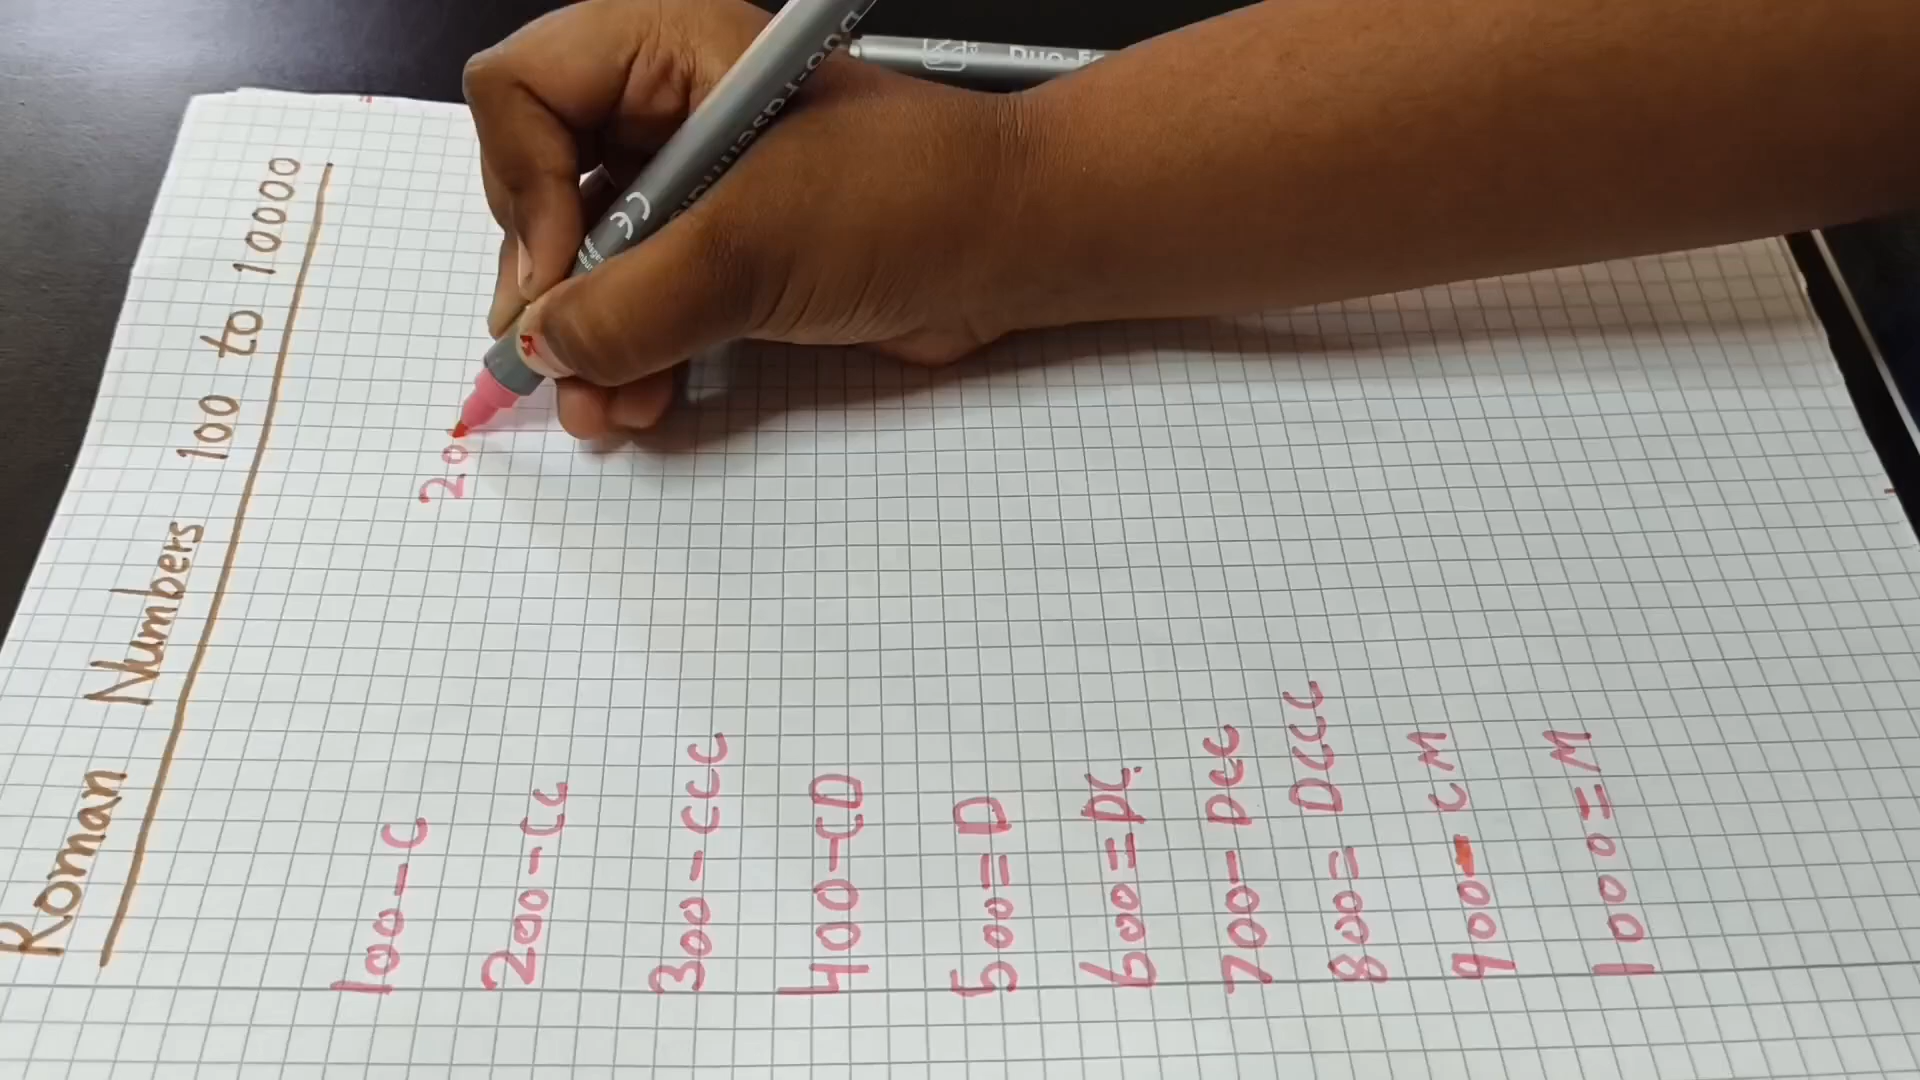 Roman Numbers 100 to 10000
100-C
200-CC
300-CCC
400-CD
500=D
600=DC.
700-DCC
800=DCCC
900-CM
1000=M
20
CE